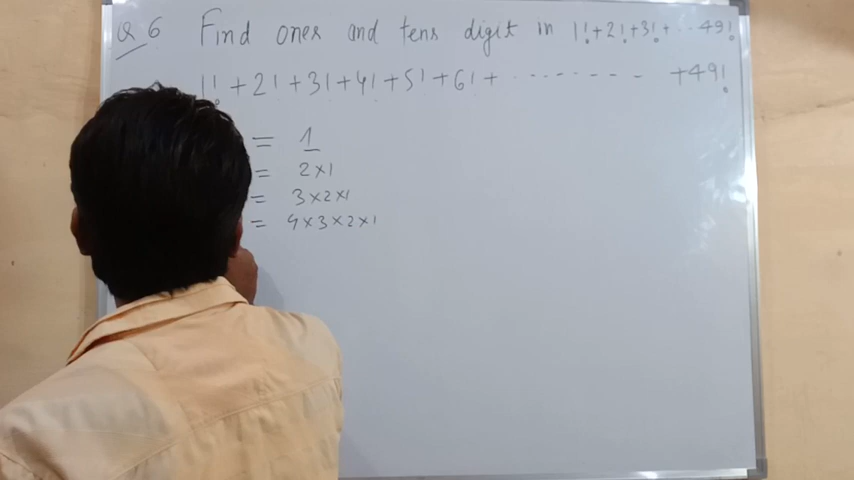 Q 6 Find ones and tens digit in 1!+2!+3!+ - - 49!
1! + 2! + 3! + 4! + 5! + 6! + - - - - - - - - - + 49!
= 1
= 2×1
= 3×2×1
= 4×3×2×1